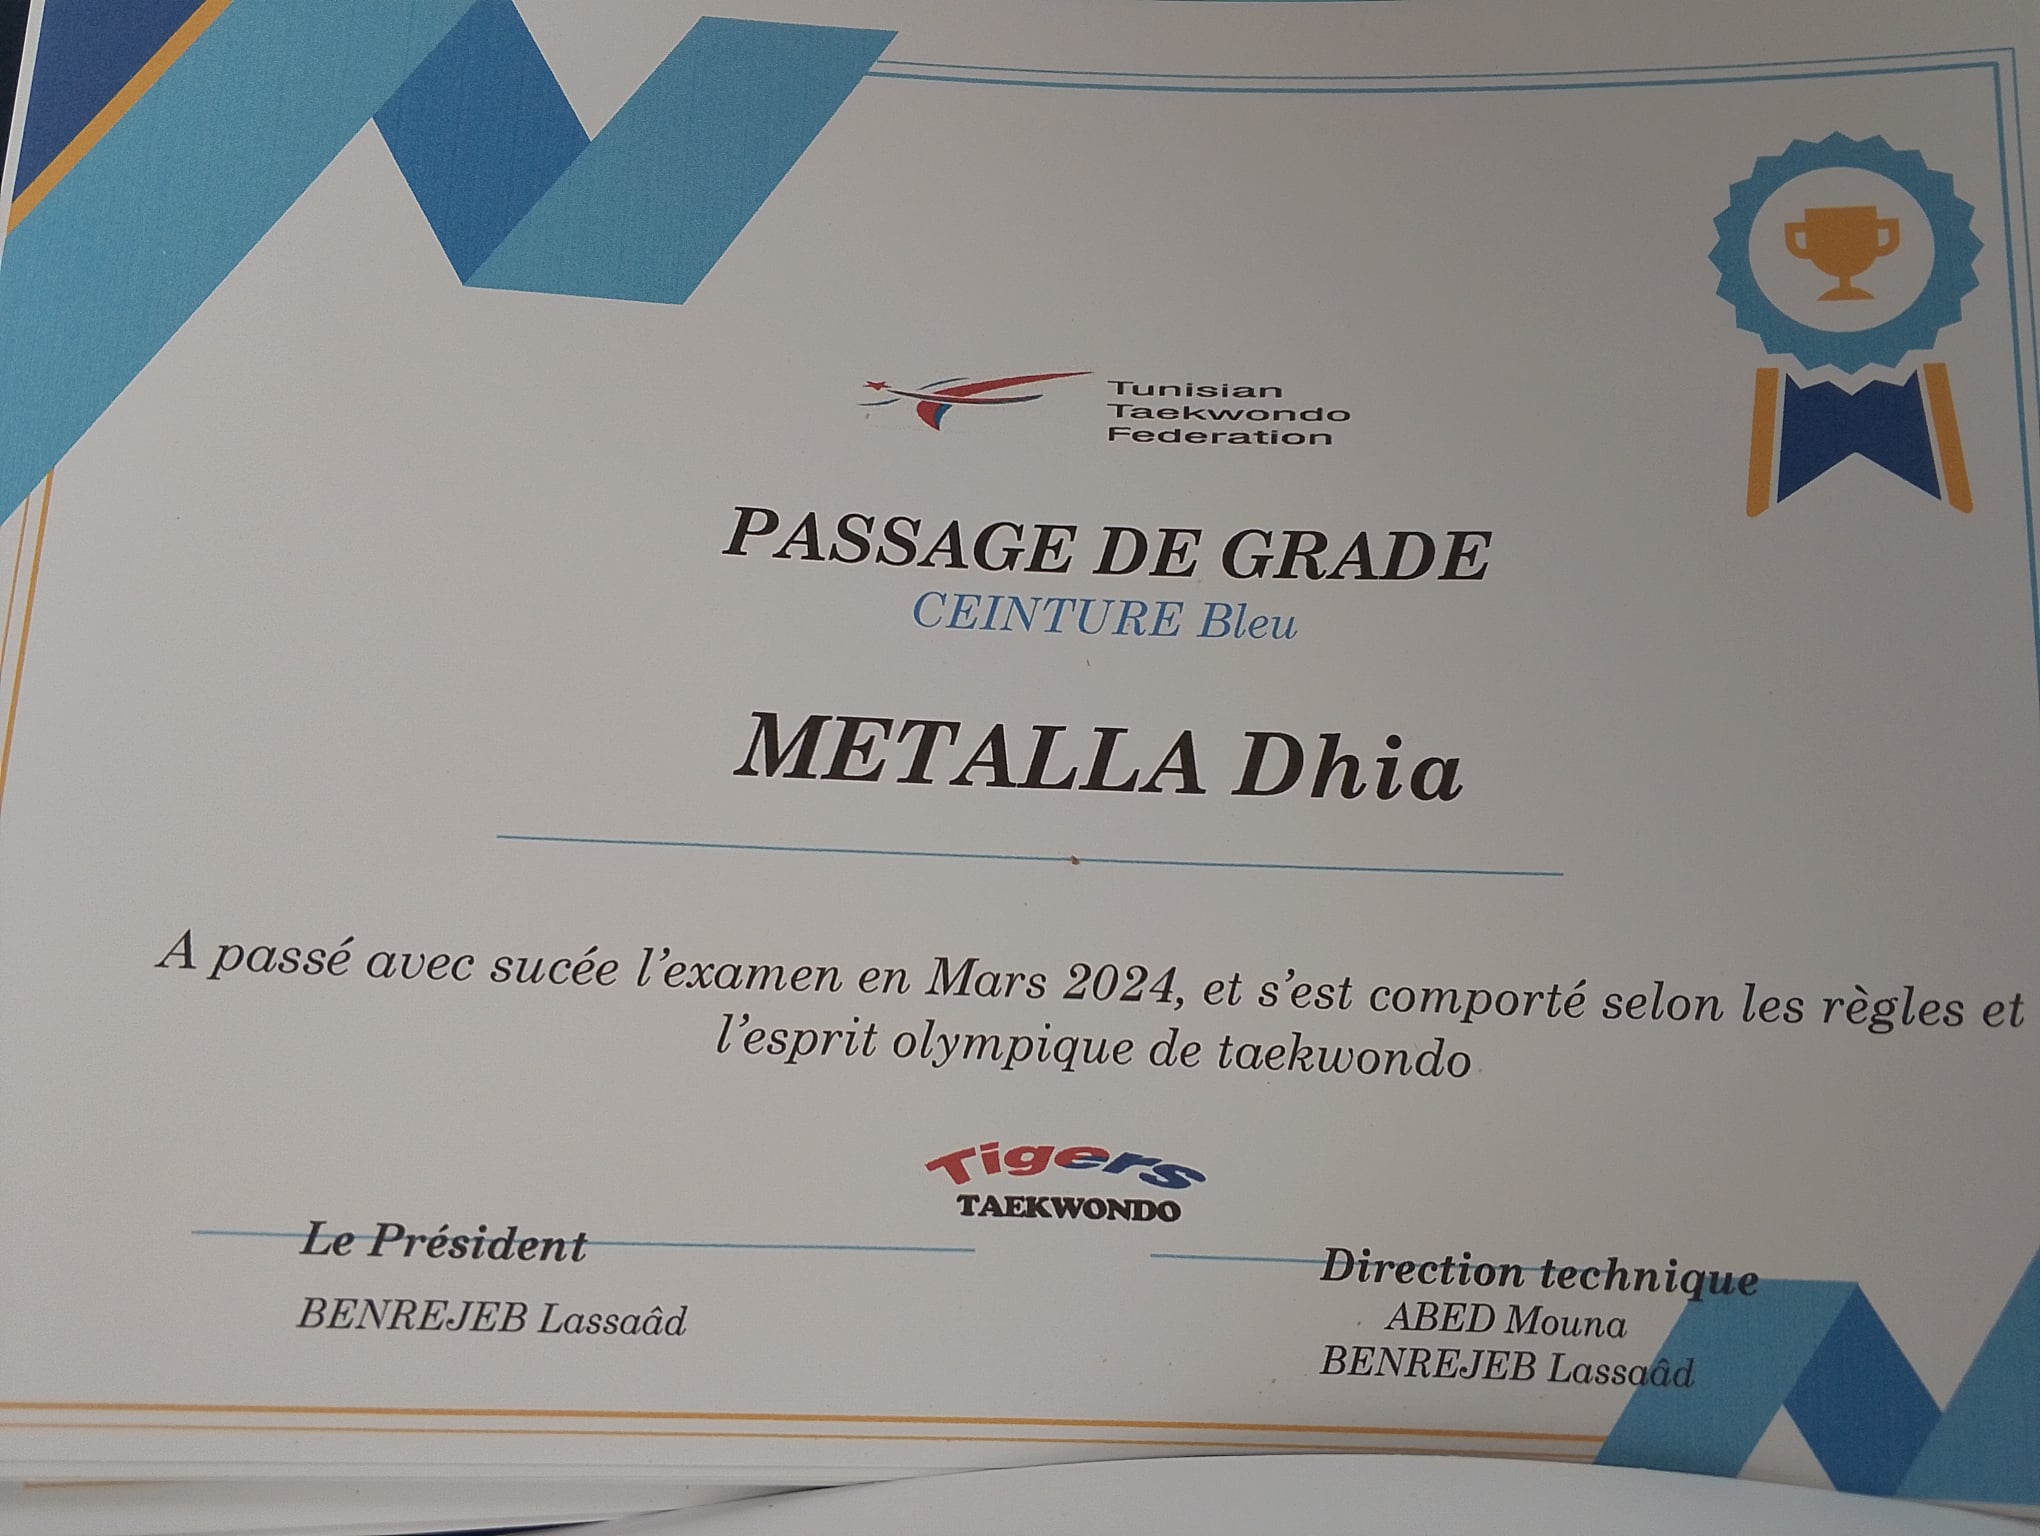 Tunisian
Taekwondo
Federation
PASSAGE DE GRADE
CEINTURE Bleu
METALLA Dhia
A passé avec sucée l'examen en Mars 2024, et s'est comporté selon les règles et
l'esprit olympique de taekwondo
Tigers
TAEKWONDO
Le Président
BENREJEB Lassaâd
Direction technique
ABED Mouna
BENREJEB Lassaâd